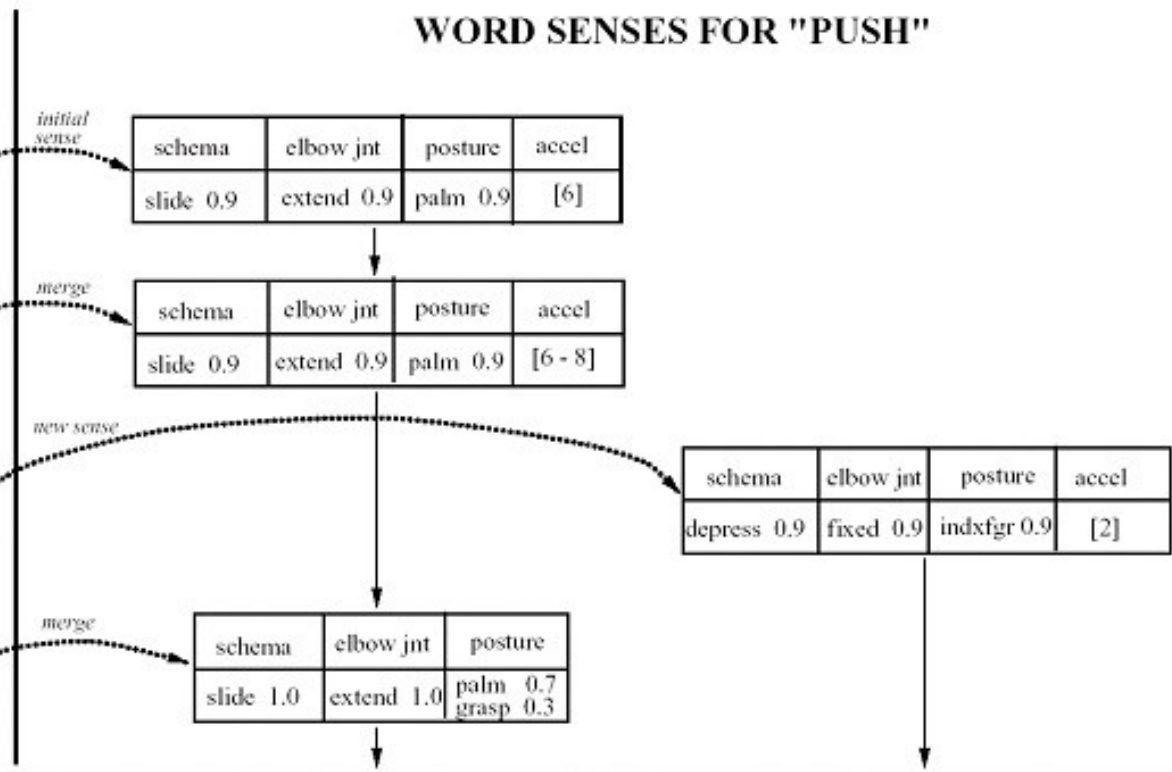 WORD SENSES FOR "PUSH"
initial
sense
schema elbow jnt posture accel
slide 0.9 extend 0.9 palm 0.9 [6]
merge
schema elbow jnt posture accel
slide 0.9 extend 0.9 palm 0.9 [6 - 8]
new sense
schema elbow jnt posture accel
depress 0.9 fixed 0.9 indxfgr 0.9 [2]
merge
schema elbow jnt posture
slide 1.0 extend 1.0 palm 0.7
grasp 0.3